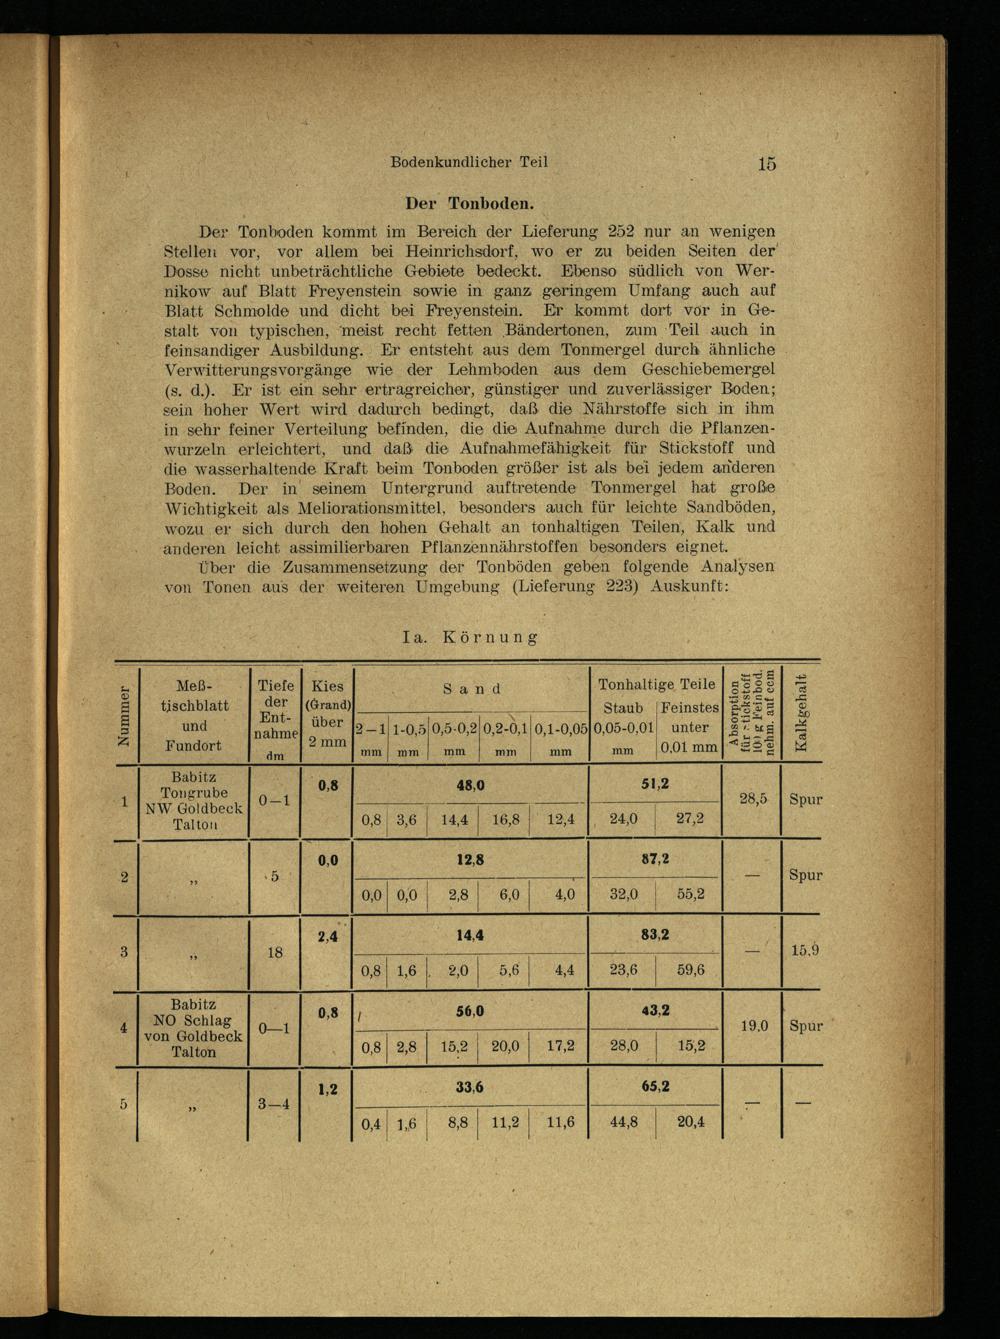 Bodenkundlicher Teil 15
Der Tonboden.
Der Tonboden kommt im Bereich der Lieferung 252 nur an wenigen
Stellen vor, vor allem bei Heinrichsdorf, wo er zu beiden Seiten der
Dosse nicht unbeträchtliche Gebiete bedeckt. Ebenso südlich von Wer-
nikow auf Blatt Freyenstein sowie in ganz geringem Umfang auch auf
Blatt Schmolde und dicht bei Freyenstein. Er kommt dort vor in Ge-
stalt von typischen, meist recht fetten Bändertonen, zum Teil auch in
feinsandiger Ausbildung. Er entsteht aus dem Tonmergel durch ähnliche
Verwitterungsvorgänge wie der Lehmboden aus dem Geschiebemergel
(s. d.). Er ist ein sehr ertragreicher, günstiger und zuverlässiger Boden;
sein hoher Wert wird dadurch bedingt, daß die Nährstoffe sich in ihm
in sehr feiner Verteilung befinden, die die Aufnahme durch die Pflanzen-
wurzeln erleichtert, und daß die Aufnahmefähigkeit für Stickstoff und
die wasserhaltende Kraft beim Tonboden größer ist als bei jedem anderen
Boden. Der in seinem Untergrund auftretende Tonmergel hat große
Wichtigkeit als Meliorationsmittel, besonders auch für leichte Sandböden,
wozu er sich durch den hohen Gehalt an tonhaltigen Teilen, Kalk und
anderen leicht assimilierbaren Pflanzennährstoffen besonders eignet.
Über die Zusammensetzung der Tonböden geben folgende Analysen
von Tonen aus der weiteren Umgebung (Lieferung 223) Auskunft:
Ia. Körnung
Nummer
Meß-
tischblatt
und
Fundort
Tiefe
der
Ent-
nahme
dm
Kies
(Grand)
über
2 mm
Sand
2—1 1-0,5 0,5-0,2 0,2-0,1 0,1-0,05
mm mm mm mm mm
Tonhaltige Teile
Staub
0,05-0,01
mm
Feinstes
unter
0,01 mm
Absorption
für Stickstoff
100 g Feinbod.
nehm. auf ccm
Kalkgehalt
1
Babitz
Tongrube
NW Goldbeck
Talton
0—1 0,8 48,0 51,2 28,5 Spur
0,8 3,6 14,4 16,8 12,4 24,0 27,2
2 „ 5 0,0 12,8 87,2 — Spur
0,0 0,0 2,8 6,0 4,0 32,0 55,2
3 „ 18 2,4 14,4 83,2 — 15,9
0,8 1,6 2,0 5,6 4,4 23,6 59,6
4
Babitz
NO Schlag
von Goldbeck
Talton
0—1 0,8 56,0 43,2 19,0 Spur
0,8 2,8 15,2 20,0 17,2 28,0 15,2
5 „ 3—4 1,2 33,6 65,2 — —
0,4 1,6 8,8 11,2 11,6 44,8 20,4